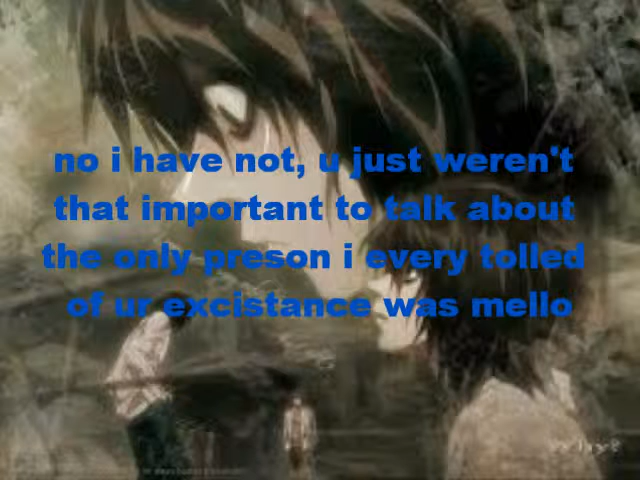 no i have not, u just weren't
that important to talk about
the only preson i every tolled
of ur excistance was mello